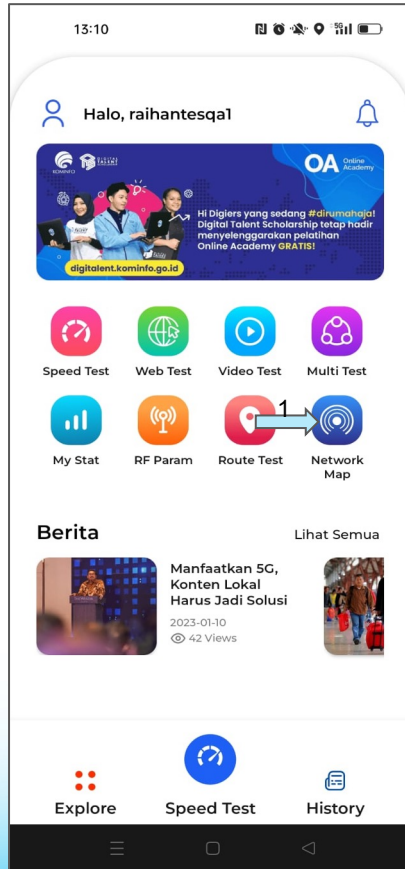 13:10
5G
Halo, raihantesqa1
KOMINFO
DIGITAL
TALENT
OA Online
Academy
Hi Digiers yang sedang #dirumahaja!
Digital Talent Scholarship tetap hadir
menyelenggarakan pelatihan
Online Academy GRATIS!
digitalent.kominfo.go.id
Speed Test
Web Test
Video Test
Multi Test
1
My Stat
RF Param
Route Test
Network
Map
Berita
Lihat Semua
Manfaatkan 5G,
Konten Lokal
Harus Jadi Solusi
2023-01-10
42 Views
Explore
Speed Test
History